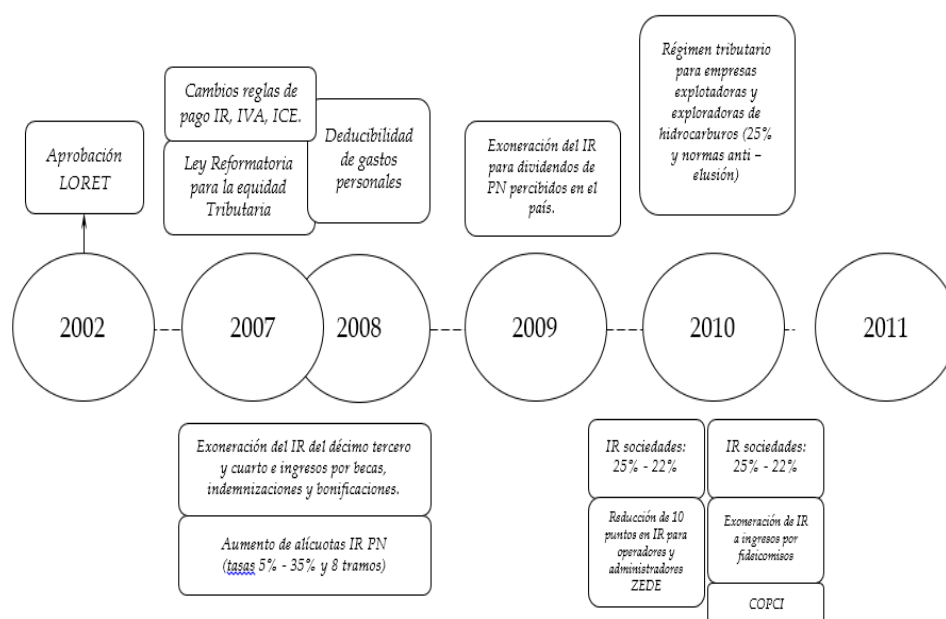 Aprobación
LORET
Cambios reglas de
pago IR, IVA, ICE.
Ley Reformatoria
para la equidad
Tributaria
Deducibilidad
de gastos
personales
Exoneración del IR
para dividendos de
PN percibidos en el
país.
Régimen tributario
para empresas
explotadoras y
exploradoras de
hidrocarburos (25%
y normas anti –
elusión)
2002
2007
2008
2009
2010
2011
Exoneración del IR del décimo tercero
y cuarto e ingresos por becas,
indemnizaciones y bonificaciones.
Aumento de alícuotas IR PN
(tasas 5% - 35% y 8 tramos)
IR sociedades:
25% - 22%
Reducción de 10
puntos en IR para
operadores y
administradores
ZEDE
IR sociedades:
25% - 22%
Exoneración de IR
a ingresos por
fideicomisos
COPCI